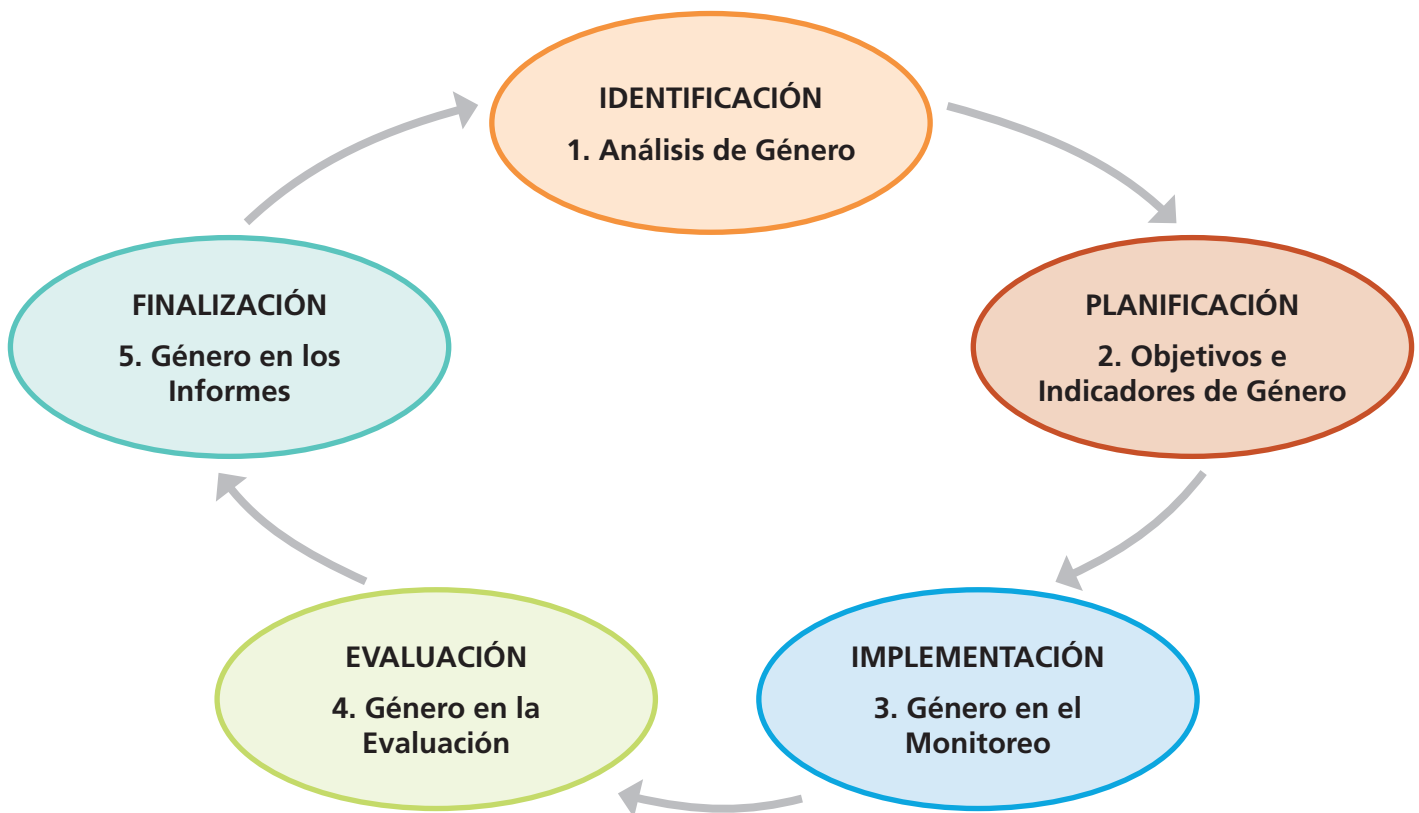 IDENTIFICACIÓN
1. Análisis de Género
PLANIFICACIÓN
2. Objetivos e
Indicadores de Género
IMPLEMENTACIÓN
3. Género en el
Monitoreo
EVALUACIÓN
4. Género en la
Evaluación
FINALIZACIÓN
5. Género en los
Informes